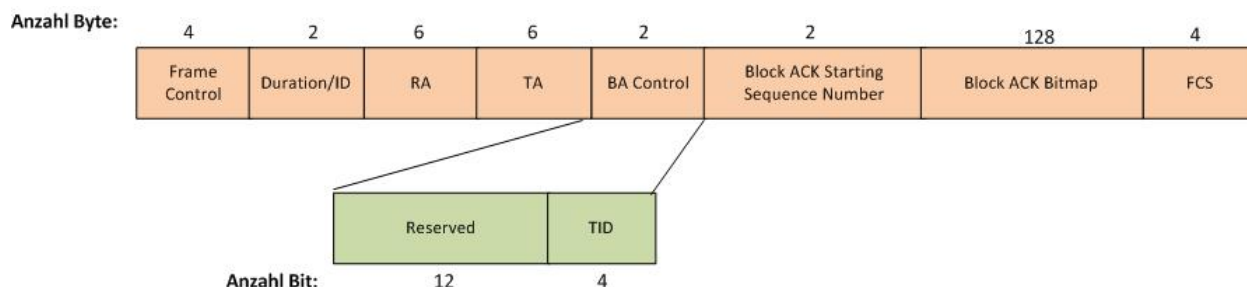 Anzahl Byte:
4 2 6 6 2 2 128 4
Frame Control
Duration/ID
RA
TA
BA Control
Block ACK Starting
Sequence Number
Block ACK Bitmap
FCS
Reserved
TID
Anzahl Bit: 12 4